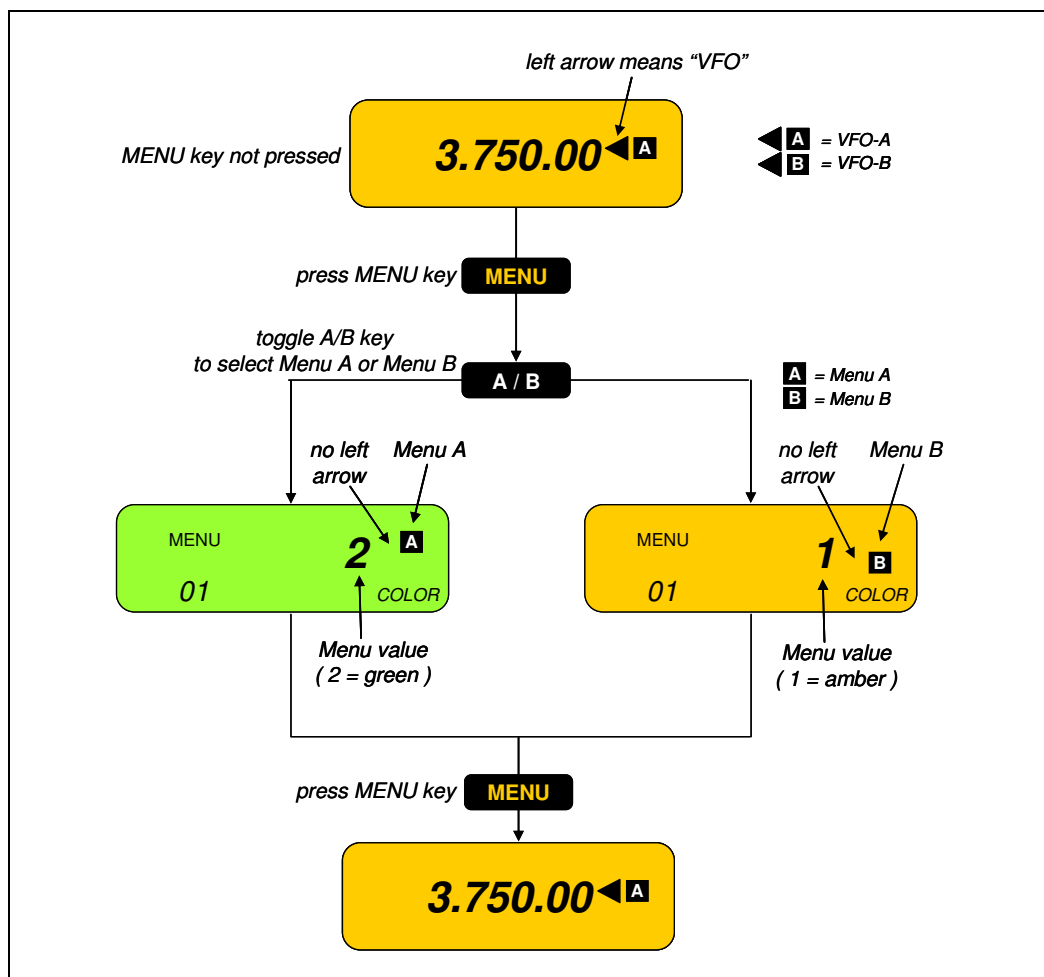 left arrow means “VFO”
MENU key not pressed
3.750.00 A
A = VFO-A
B = VFO-B
press MENU key
MENU
toggle A/B key
to select Menu A or Menu B
A / B
A = Menu A
B = Menu B
no left
arrow
Menu A
MENU
2
A
01
COLOR
Menu value
( 2 = green )
no left
arrow
Menu B
MENU
1
B
01
COLOR
Menu value
( 1 = amber )
press MENU key
MENU
3.750.00 A